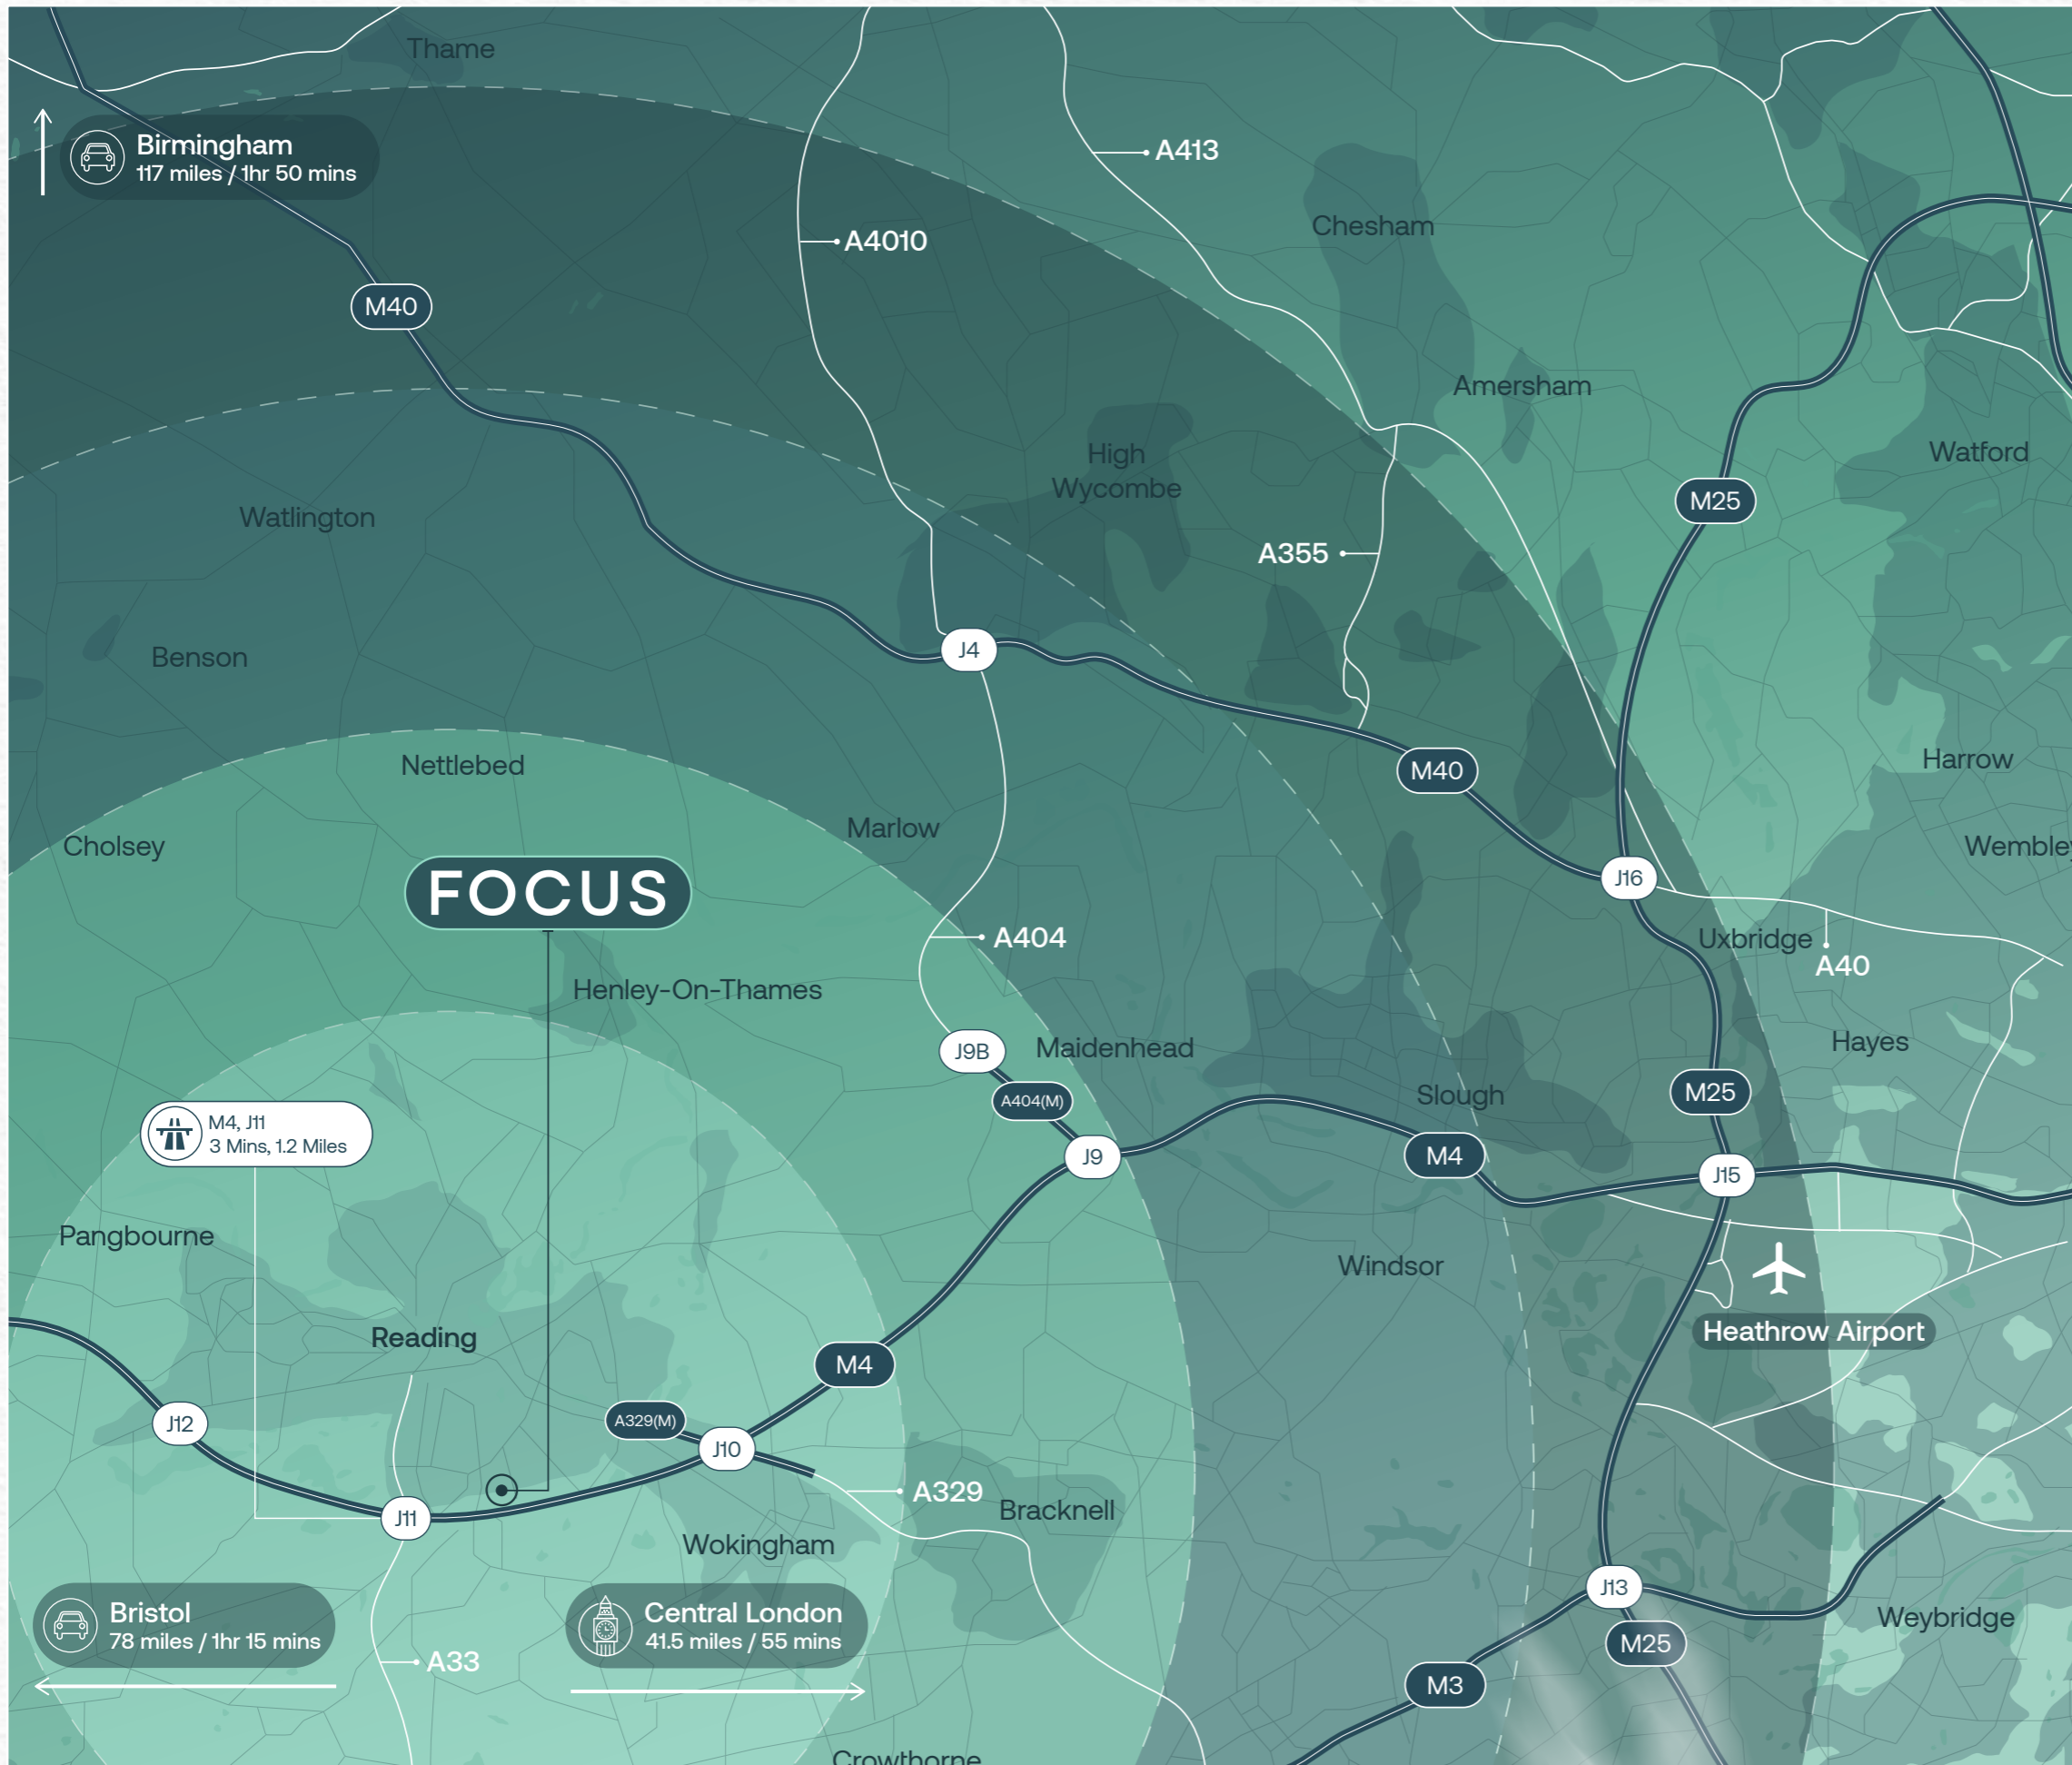 Thame
Birmingham
117 miles / 1hr 50 mins
A413
Chesham
A4010
M40
Amersham
High
Wycombe
Watford
M25
Watlington
A355
Benson
J4
Nettlebed
M40
Harrow
Marlow
Cholsey
Wembley
J16
FOCUS
A404
Uxbridge
A40
Henley-On-Thames
Hayes
J9B
Maidenhead
A404(M)
Slough
M25
M4, J11
3 Mins, 1.2 Miles
J9
M4
J15
Pangbourne
Windsor
Reading
Heathrow Airport
M4
J12
A329(M)
J10
A329
Bracknell
J11
Wokingham
J13
Bristol
78 miles / 1hr 15 mins
Central London
41.5 miles / 55 mins
Weybridge
M25
A33
M3
Crowthorne